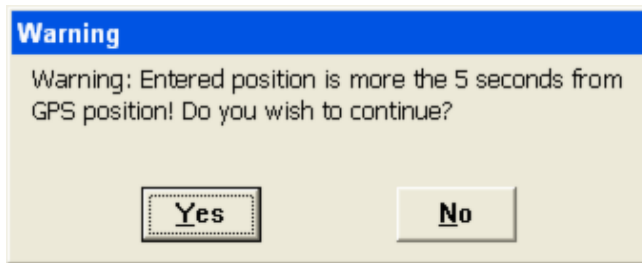 Warning
Warning: Entered position is more the 5 seconds from
GPS position! Do you wish to continue?
Yes
No